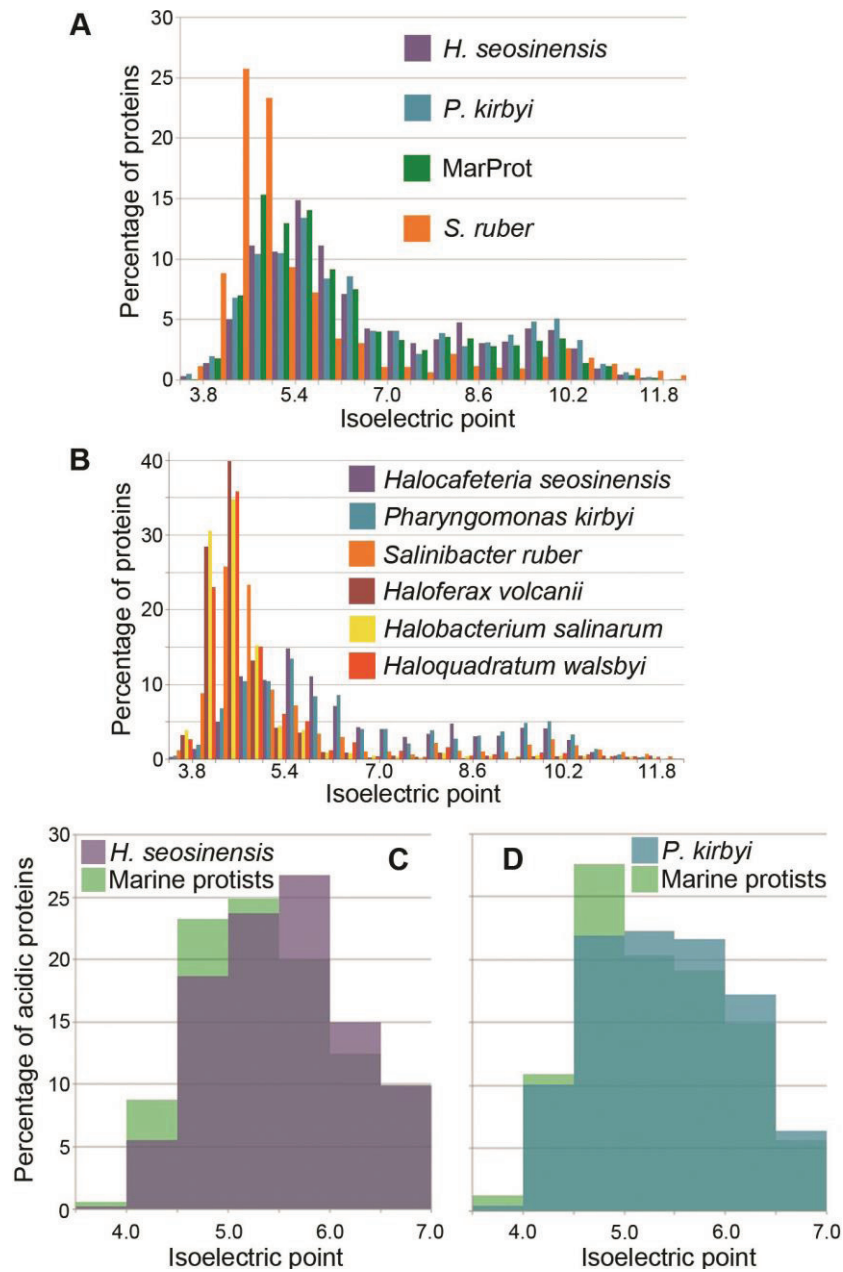 A
30
25
20
15
10
5
0
Percentage of proteins
H. seosinensis
P. kirbyi
MarProt
S. ruber
3.8 5.4 7.0 8.6 10.2 11.8
Isoelectric point
B
40
30
20
10
0
Percentage of proteins
Halocafeteria seosinensis
Pharyngomonas kirbyi
Salinibacter ruber
Haloferax volcanii
Halobacterium salinarum
Haloquadratum walsbyi
3.8 5.4 7.0 8.6 10.2 11.8
Isoelectric point
C
30
25
20
15
10
5
0
Percentage of acidic proteins
H. seosinensis
Marine protists
4.0 5.0 6.0 7.0
Isoelectric point
D
P. kirbyi
Marine protists
4.0 5.0 6.0 7.0
Isoelectric point